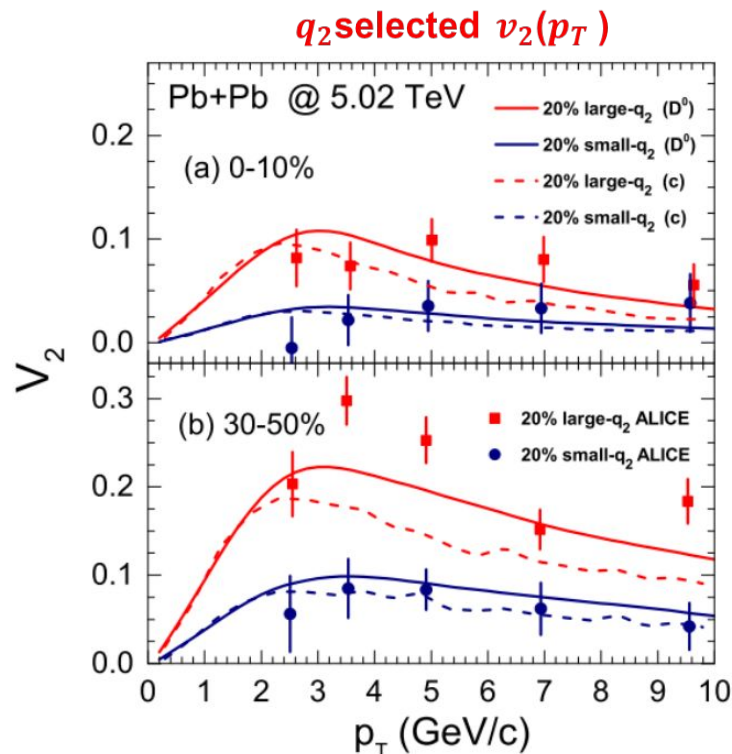 q₂selected v₂(p_T )
Pb+Pb @ 5.02 TeV
20% large-q₂ (D⁰)
20% small-q₂ (D⁰)
20% large-q₂ (c)
20% small-q₂ (c)
(a) 0-10%
0.2
0.1
0.0
V₂
(b) 30-50%
20% large-q₂ ALICE
20% small-q₂ ALICE
0.3
0.2
0.1
0.0
0 1 2 3 4 5 6 7 8 9 10
p_T (GeV/c)